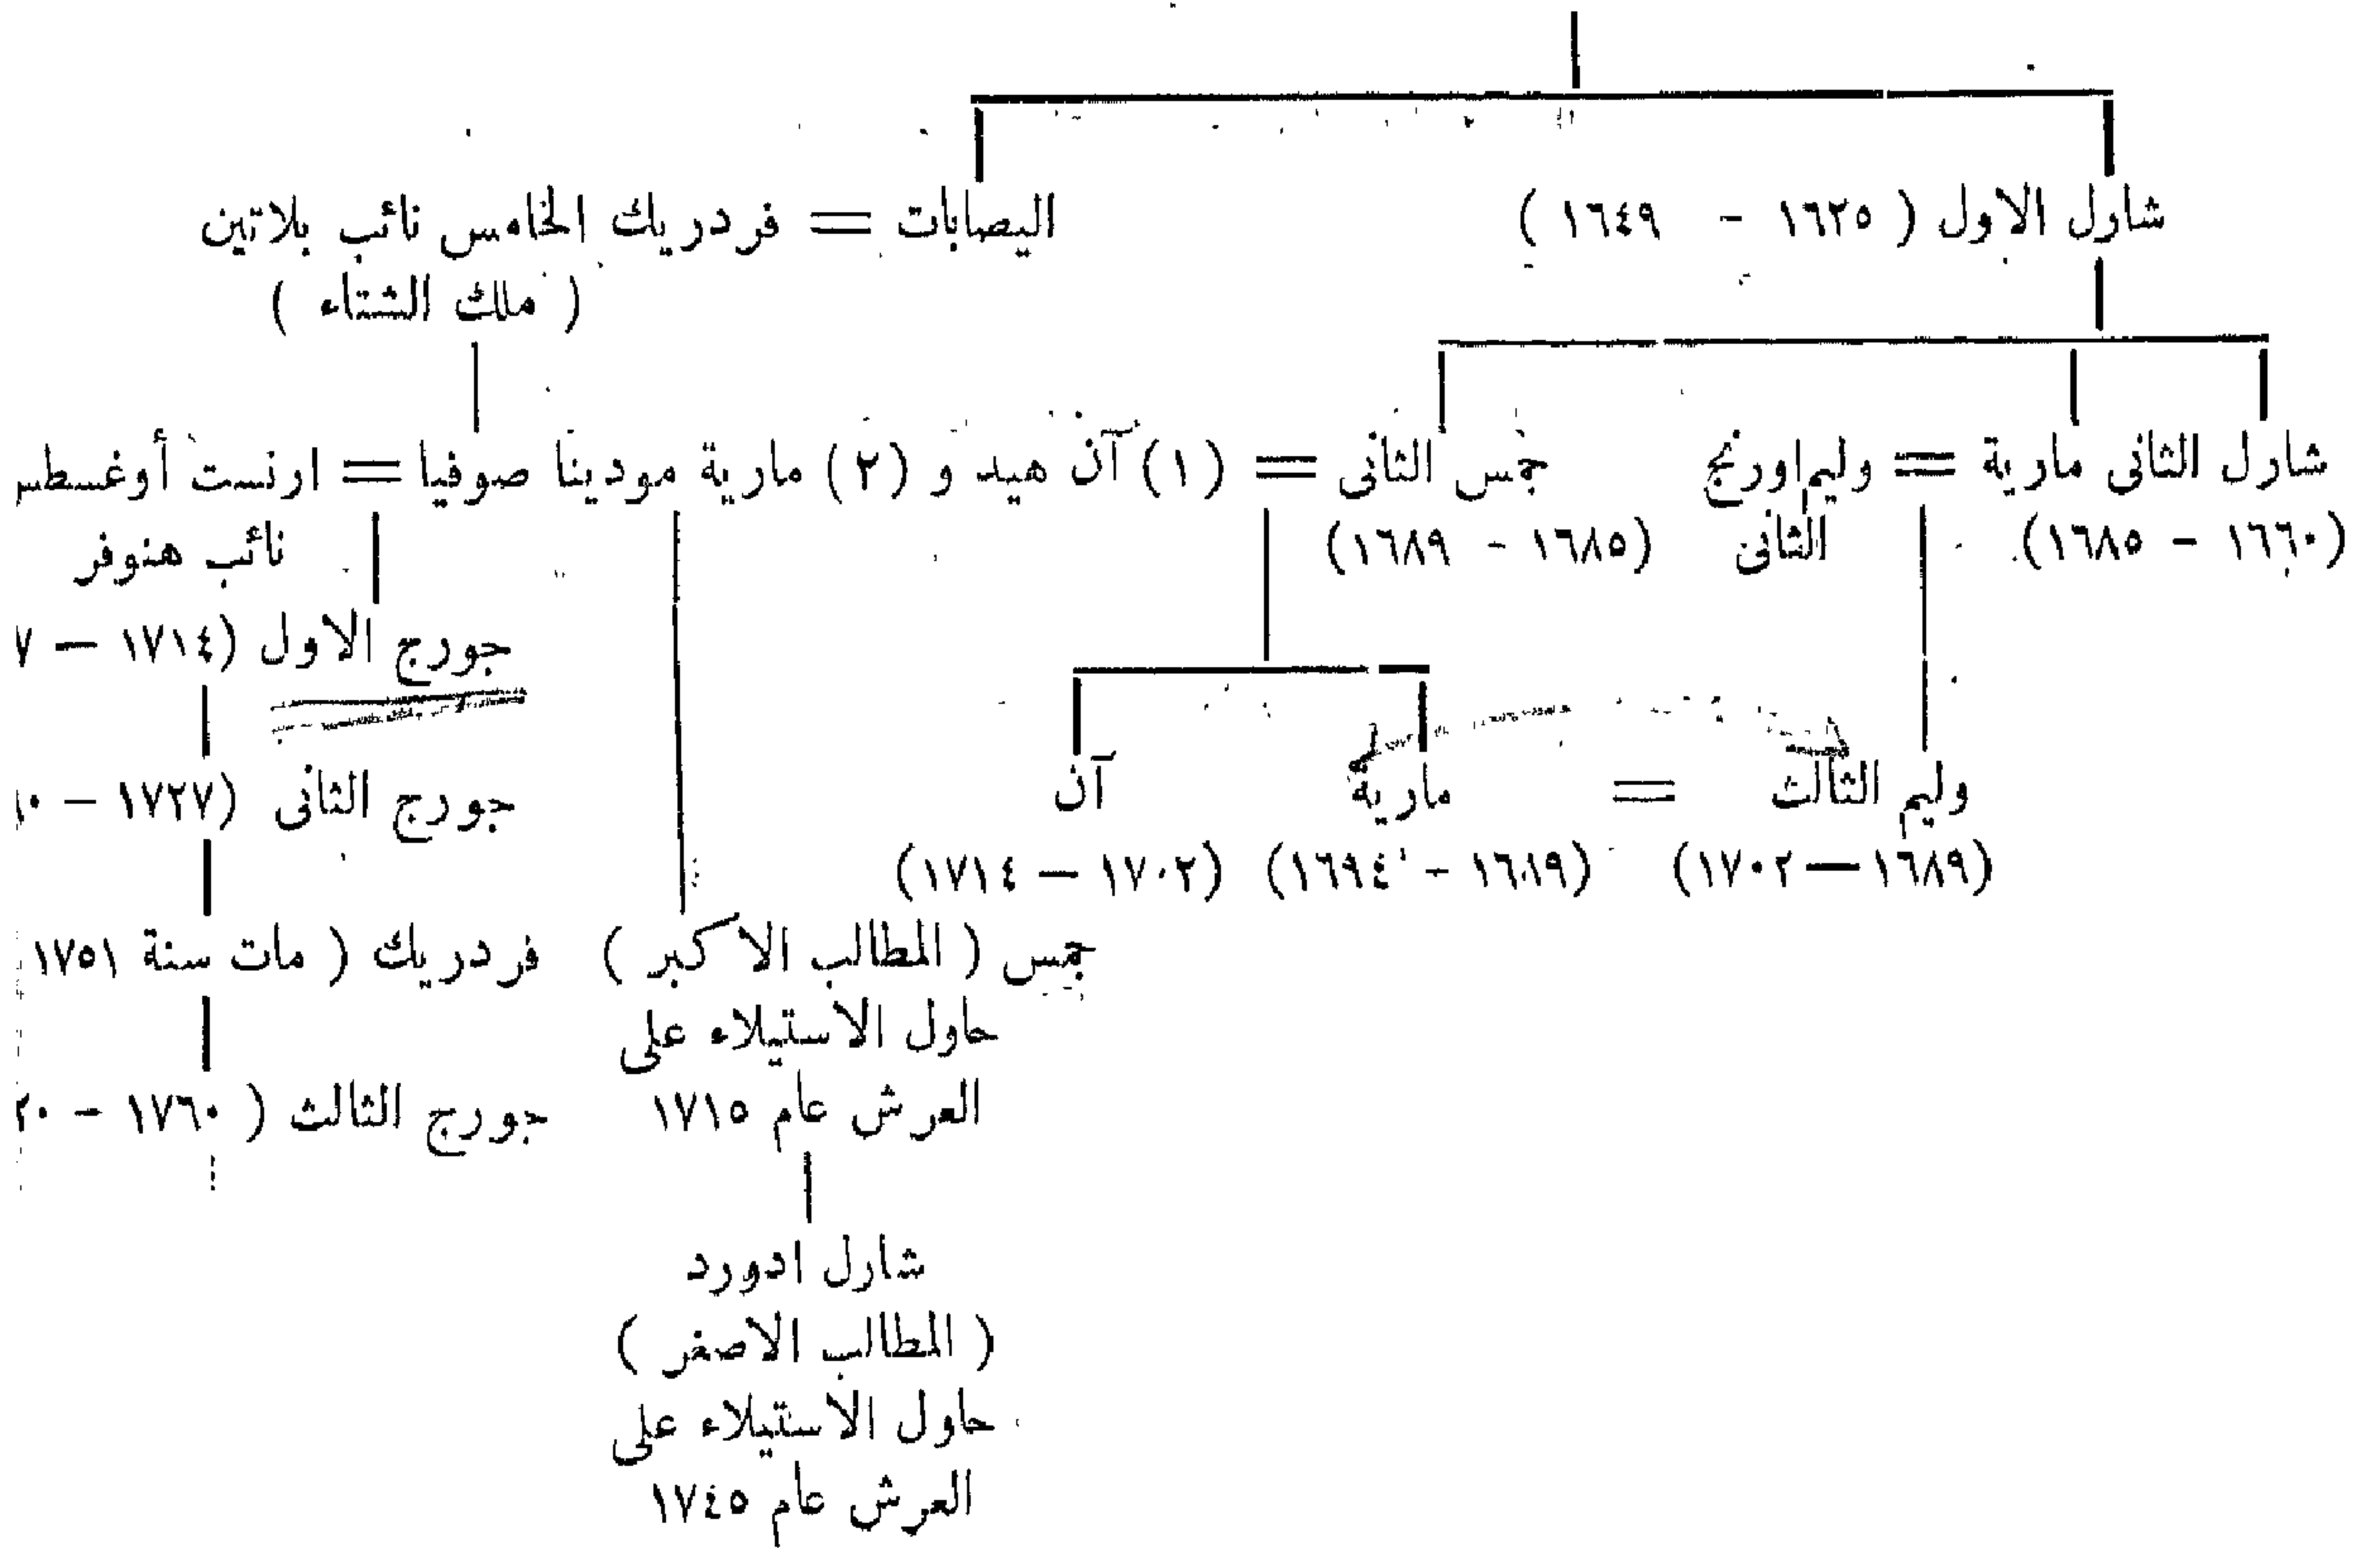 شارل الاول ( ١٦٢٥ - ١٦٤٩ )
اليصابات = فردريك الخامس نائب بلاتين
( ملك الشتاء )
شارل الثانى
(١٦٦٠ - ١٦٨٥)
مارية = وليم اورنج
الثانى
جمس الثانى = (١) آن هيد و (٢) مارية مودينا
(١٦٨٥ - ١٦٨٩)
صوفيا = ارنست أوغسطس
نائب هنوفر
وليم الثالث = مارية
(١٦٨٩ — ١٧٠٢) (١٦٨٩ - ١٦٩٤)
آن
(١٧٠٢ — ١٧١٤)
جمس ( المطالب الاكبر )
حاول الاستيلاء على
العرش عام ١٧١٥
شارل ادورد
( المطالب الاصغر )
حاول الاستيلاء على
العرش عام ١٧٤٥
جورج الاول (١٧١٤ —
جورج الثانى (١٧٢٧ —
فردريك ( مات سنة ١٧٥١
جورج الثالث ( ١٧٦٠ —